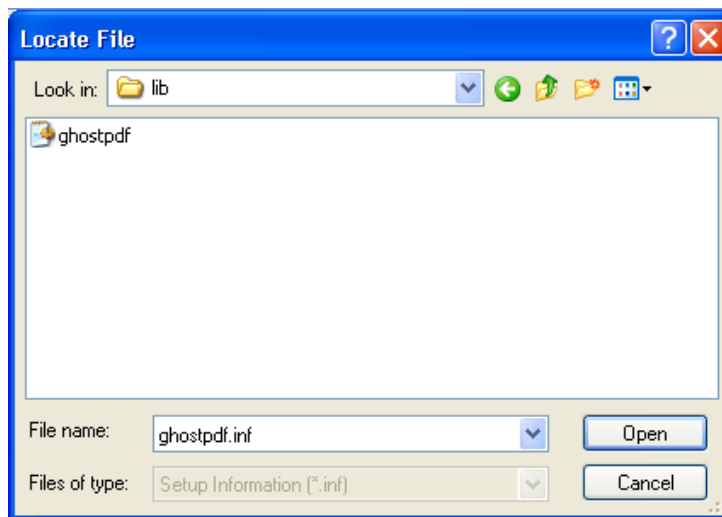 Locate File
Look in: lib
ghostpdf
File name: ghostpdf.inf Open
Files of type: Setup Information (*.inf) Cancel